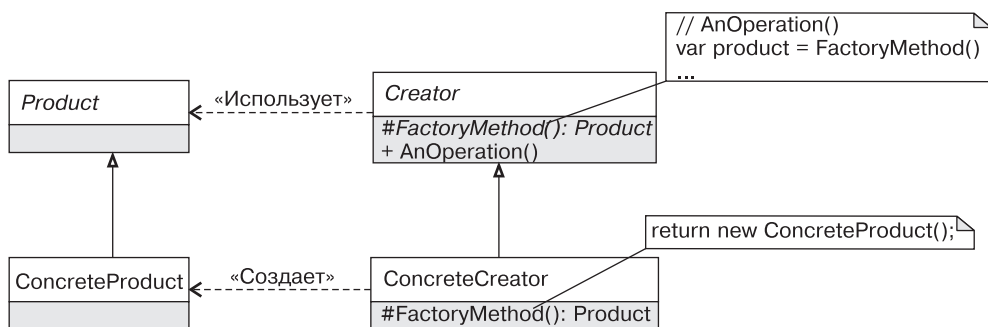 // AnOperation()
var product = FactoryMethod()
...
Product
«Использует»
Creator
#FactoryMethod(): Product
+ AnOperation()
return new ConcreteProduct();
ConcreteProduct
«Создает»
ConcreteCreator
#FactoryMethod(): Product